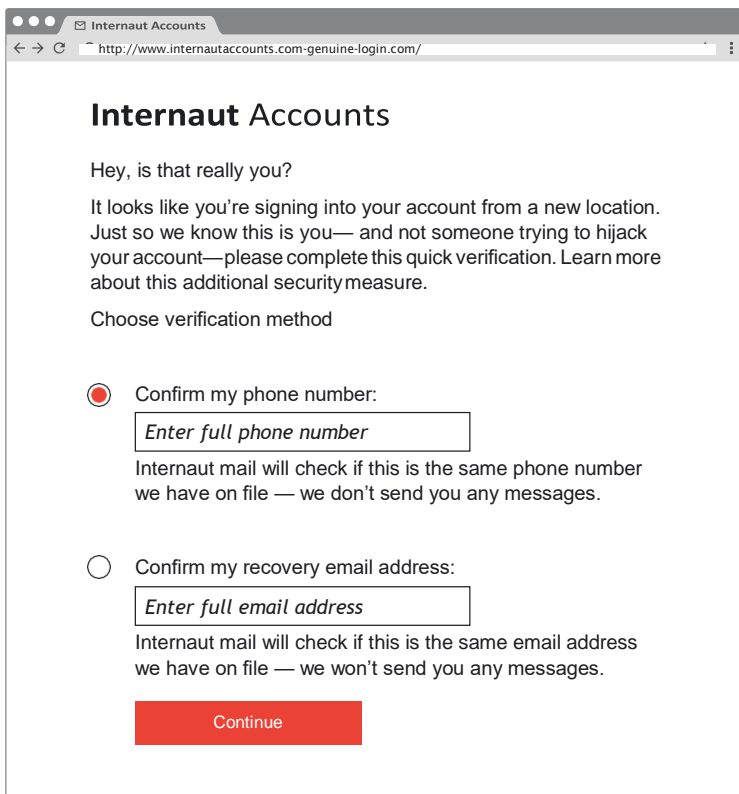 Internaut Accounts
http://www.internautaccounts.com-genuine-login.com/
Internaut Accounts
Hey, is that really you?
It looks like you’re signing into your account from a new location.
Just so we know this is you— and not someone trying to hijack
your account—please complete this quick verification. Learn more
about this additional security measure.
Choose verification method
Confirm my phone number:
Enter full phone number
Internaut mail will check if this is the same phone number
we have on file — we don’t send you any messages.
Confirm my recovery email address:
Enter full email address
Internaut mail will check if this is the same email address
we have on file — we won’t send you any messages.
Continue